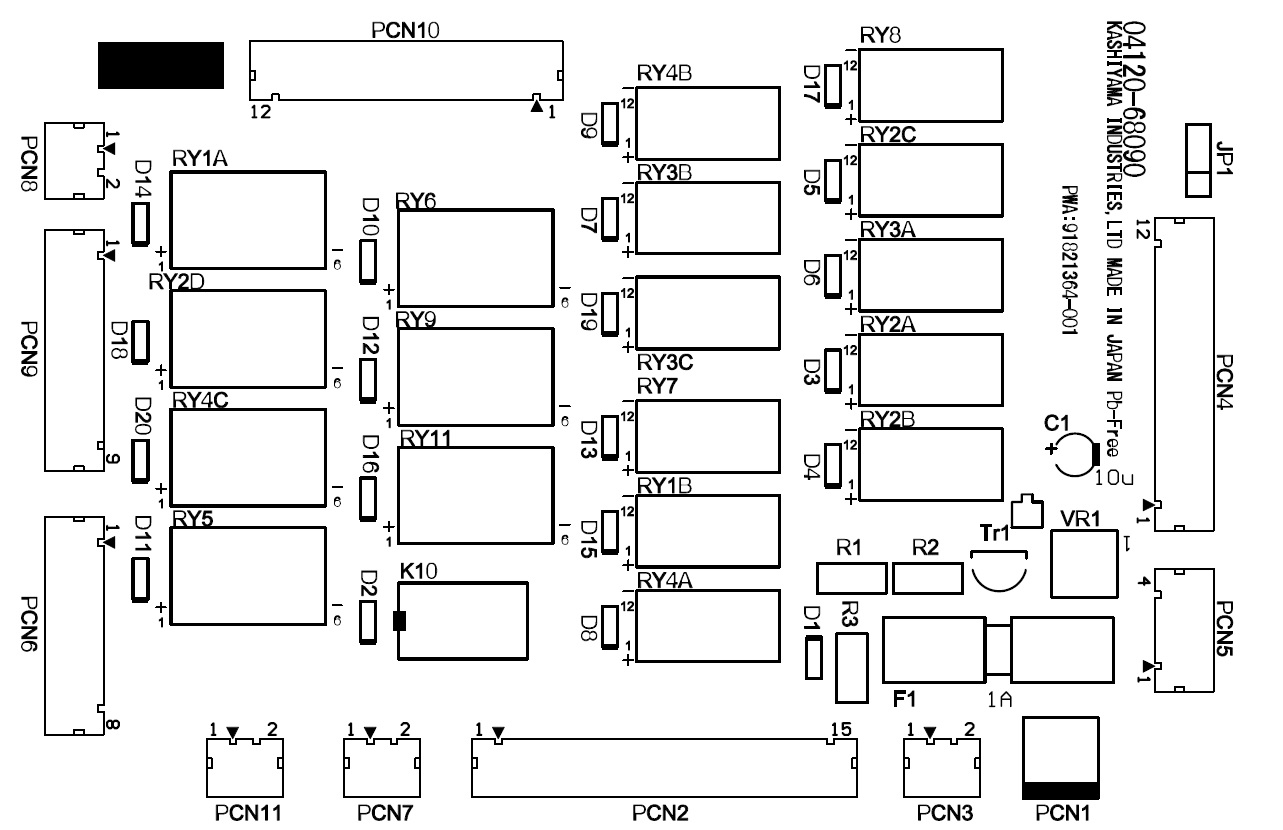 PCN10
12
1
PCN8
1
2
D14
RY1A
+
1
−
6
PCN9
1
9
D18
RY2D
+
1
−
6
D20
RY4C
+
1
−
6
PCN6
1
8
D11
RY5
+
1
−
6
D10
RY6
+
1
−
6
D12
RY9
+
1
−
6
D16
RY11
+
1
−
6
D2
K10
RY4B
D9
−
12
1
+
RY3B
D7
−
12
1
+
D19
−
12
1
+
RY3C
RY7
D13
−
12
1
+
RY1B
D15
−
12
1
+
RY4A
D8
−
12
1
+
RY8
D17
−
12
1
+
RY2C
D5
−
12
1
+
RY3A
D6
−
12
1
+
RY2A
D3
−
12
1
+
RY2B
D4
−
12
1
+
04120-68090
KASHIYAMA INDUSTRIES,LTD MADE IN JAPAN Pb-Free
PWA:91821364-001
JP1
12
PCN4
1
C1
+
10u
Tr1
VR1
1
R1
R2
D1
R3
F1
1A
4
PCN5
1
1
2
PCN11
1
2
PCN7
1
15
PCN2
1
2
PCN3
PCN1